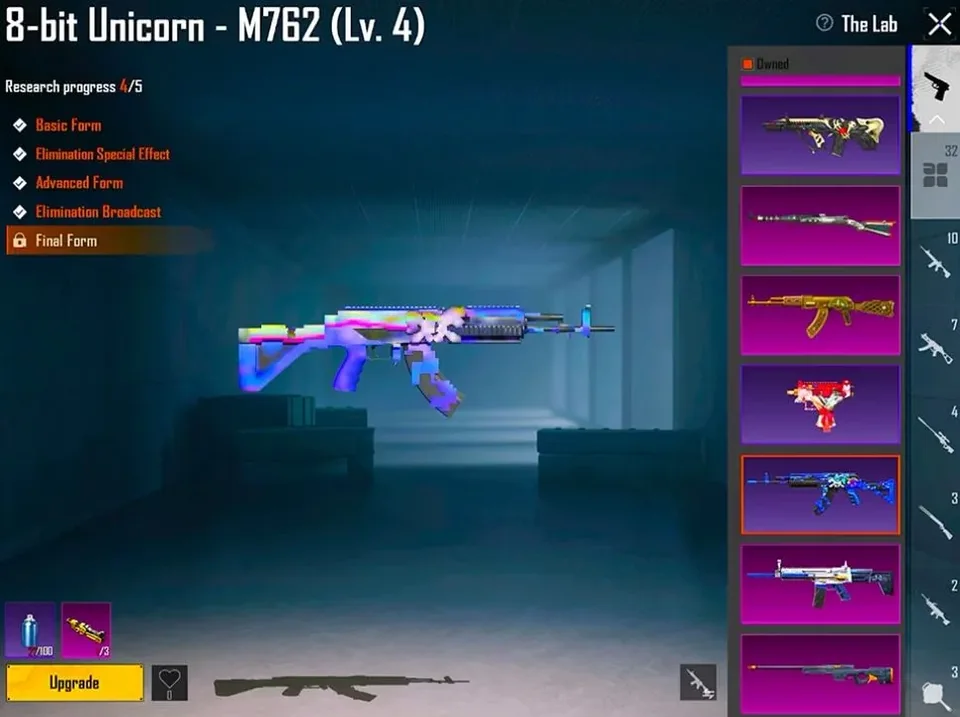 8-bit Unicorn - M762 (Lv. 4)
The Lab
Research progress 4/5
Owned
Basic Form
Elimination Special Effect
Advanced Form
Elimination Broadcast
Final Form
32
10
7
4
3
2
3
/100
/3
Upgrade